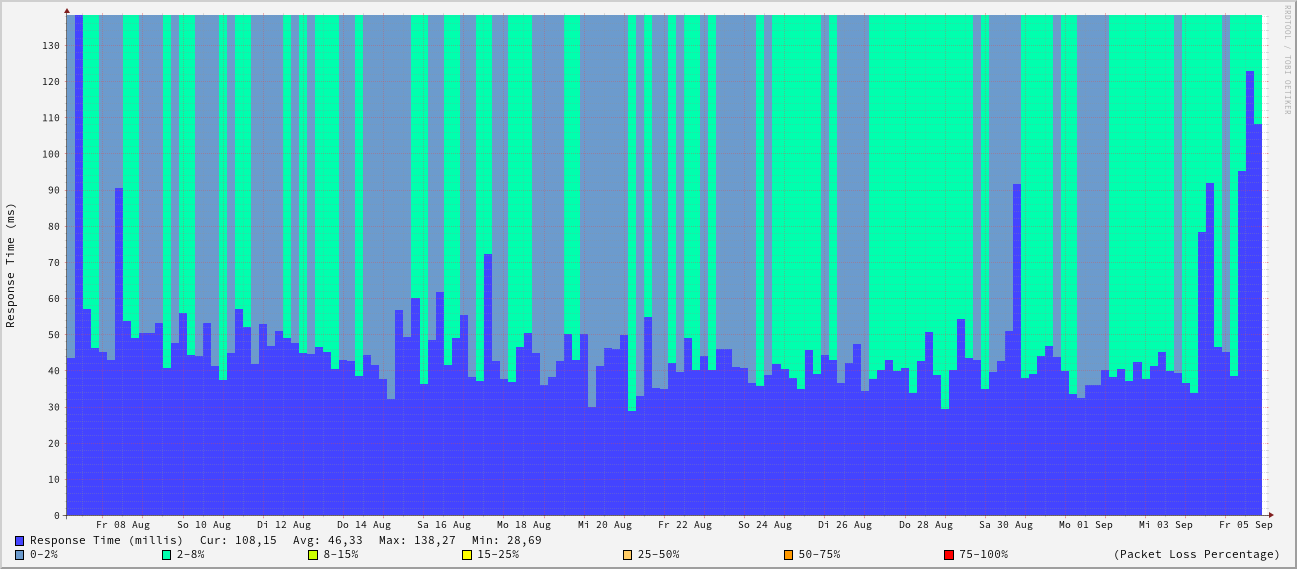 RRDTOOL / TOBI OETIKER
Response Time (ms)
130
120
110
100
90
80
70
60
50
40
30
20
10
0
Fr 08 Aug So 10 Aug Di 12 Aug Do 14 Aug Sa 16 Aug Mo 18 Aug Mi 20 Aug Fr 22 Aug So 24 Aug Di 26 Aug Do 28 Aug Sa 30 Aug Mo 01 Sep Mi 03 Sep Fr 05 Sep
Response Time (millis) Cur: 108,15 Avg: 46,33 Max: 138,27 Min: 28,69
0-2% 2-8% 8-15% 15-25% 25-50% 50-75% 75-100% (Packet Loss Percentage)